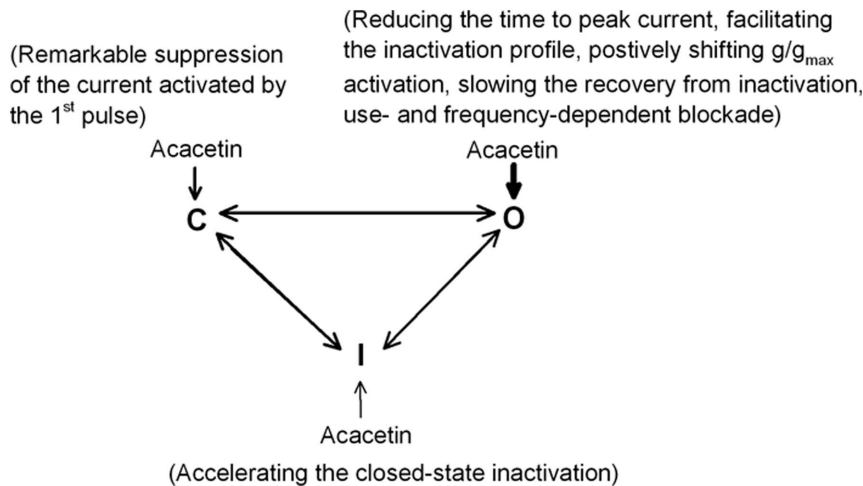 (Remarkable suppression
of the current activated by
the 1st pulse)
Acacetin
(Reducing the time to peak current, facilitating
the inactivation profile, postively shifting g/gmax
activation, slowing the recovery from inactivation,
use- and frequency-dependent blockade)
Acacetin
C
O
I
Acacetin
(Accelerating the closed-state inactivation)